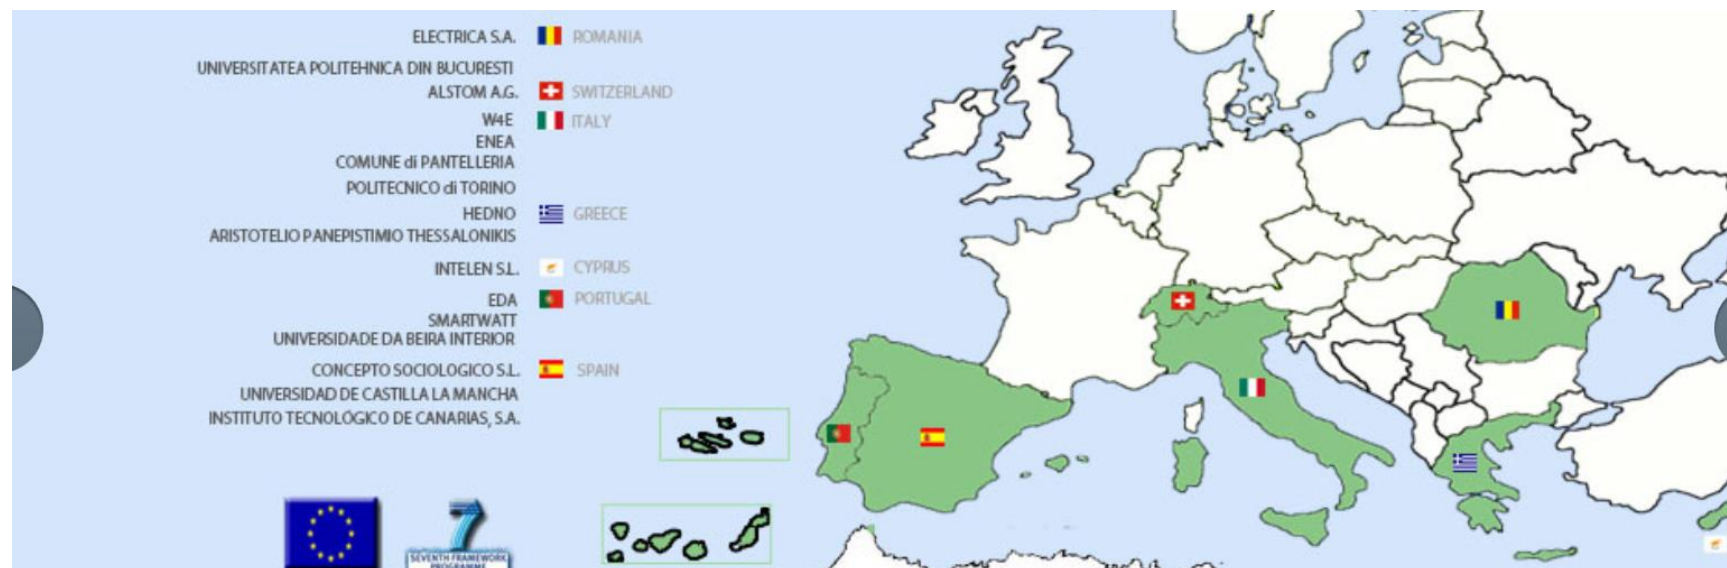 ELECTRICA S.A. ROMANIA
UNIVERSITATEA POLITEHNICA DIN BUCURESTI
ALSTOM A.G. SWITZERLAND
W4E ITALY
ENEA
COMUNE di PANTELLERIA
POLITECNICO di TORINO
HEDNO GREECE
ARISTOTELIO PANEPISTIMIO THESSALONIKIS
INTELEN S.L. CYPRUS
EDA PORTUGAL
SMARTWATT
UNIVERSIDADE DA BEIRA INTERIOR
CONCEPTO SOCIOLOGICO S.L. SPAIN
UNIVERSIDAD DE CASTILLA LA MANCHA
INSTITUTO TECNOLÓGICO DE CANARIAS, S.A.
7
SEVENTH FRAMEWORK
PROGRAMME